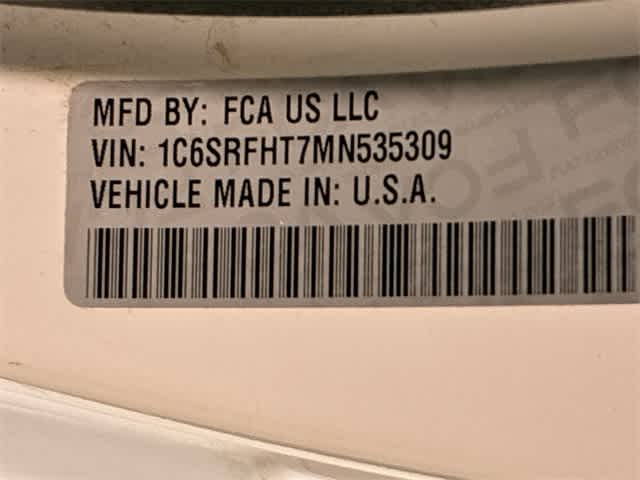 MFD BY: FCA US LLC
VIN: 1C6SRFHT7MN535309
VEHICLE MADE IN: U.S.A.